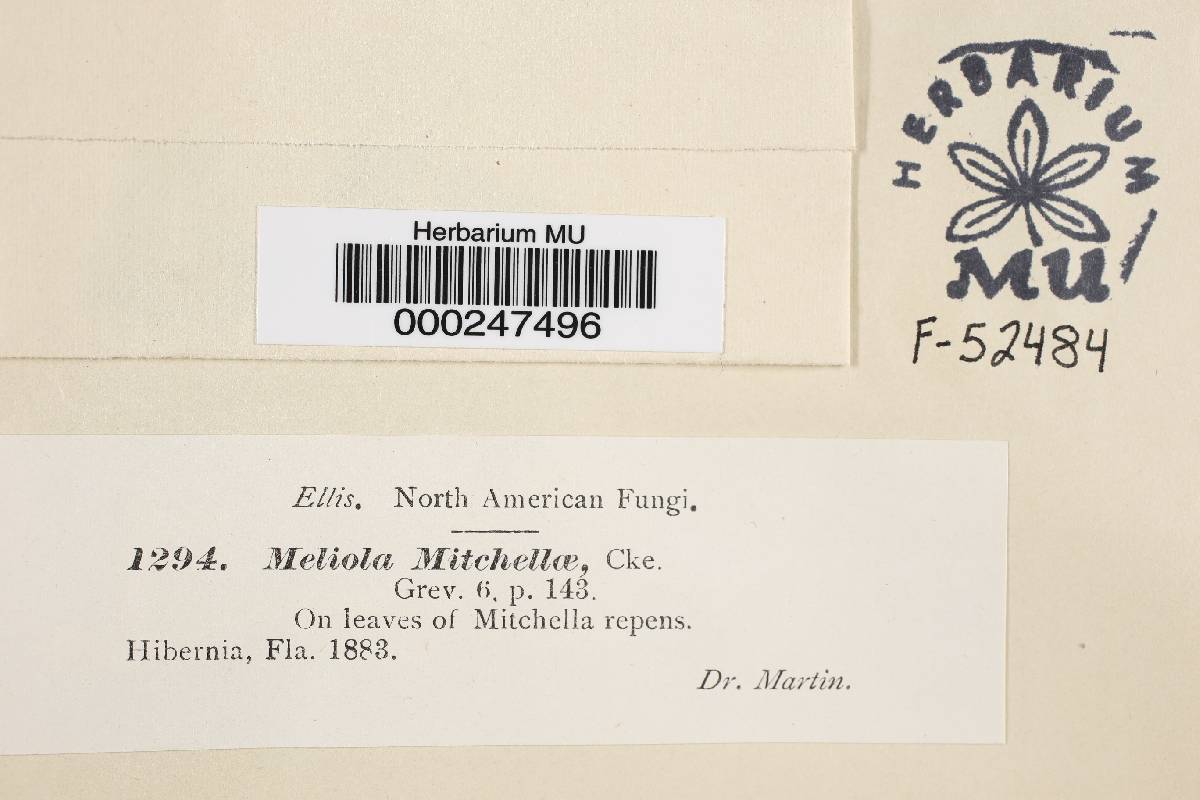 HERBARIUM
MU
F-52484
Herbarium MU
000247496
Ellis. North American Fungi.
1294. Meliola Mitchellæ, Cke.
Grev. 6, p. 143.
On leaves of Mitchella repens.
Hibernia, Fla. 1883.
Dr. Martin.